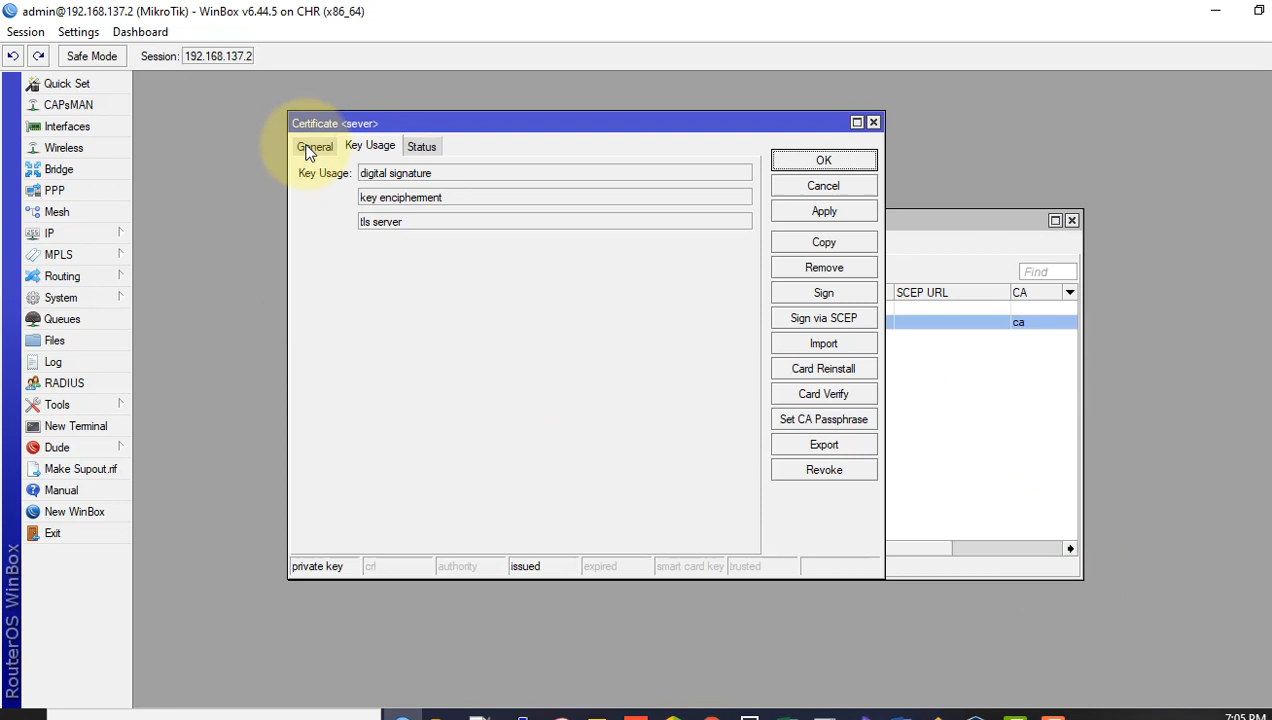 admin@192.168.137.2 (MikroTik) - WinBox v6.44.5 on CHR (x86_64)
Session Settings Dashboard
Safe Mode Session: 192.168.137.2
Quick Set
CAPsMAN
Interfaces
Wireless
Bridge
PPP
Mesh
IP
MPLS
Routing
System
Queues
Files
Log
RADIUS
Tools
New Terminal
Dude
Make Supout.rif
Manual
New WinBox
Exit
RouterOS WinBox
Certificate <sever>
General Key Usage Status
Key Usage: digital signature
key encipherment
tls server
OK
Cancel
Apply
Copy
Remove
Sign
Sign via SCEP
Import
Card Reinstall
Card Verify
Set CA Passphrase
Export
Revoke
private key crl authority issued expired smart card key trusted
Find
SCEP URL CA
ca
7:05 PM